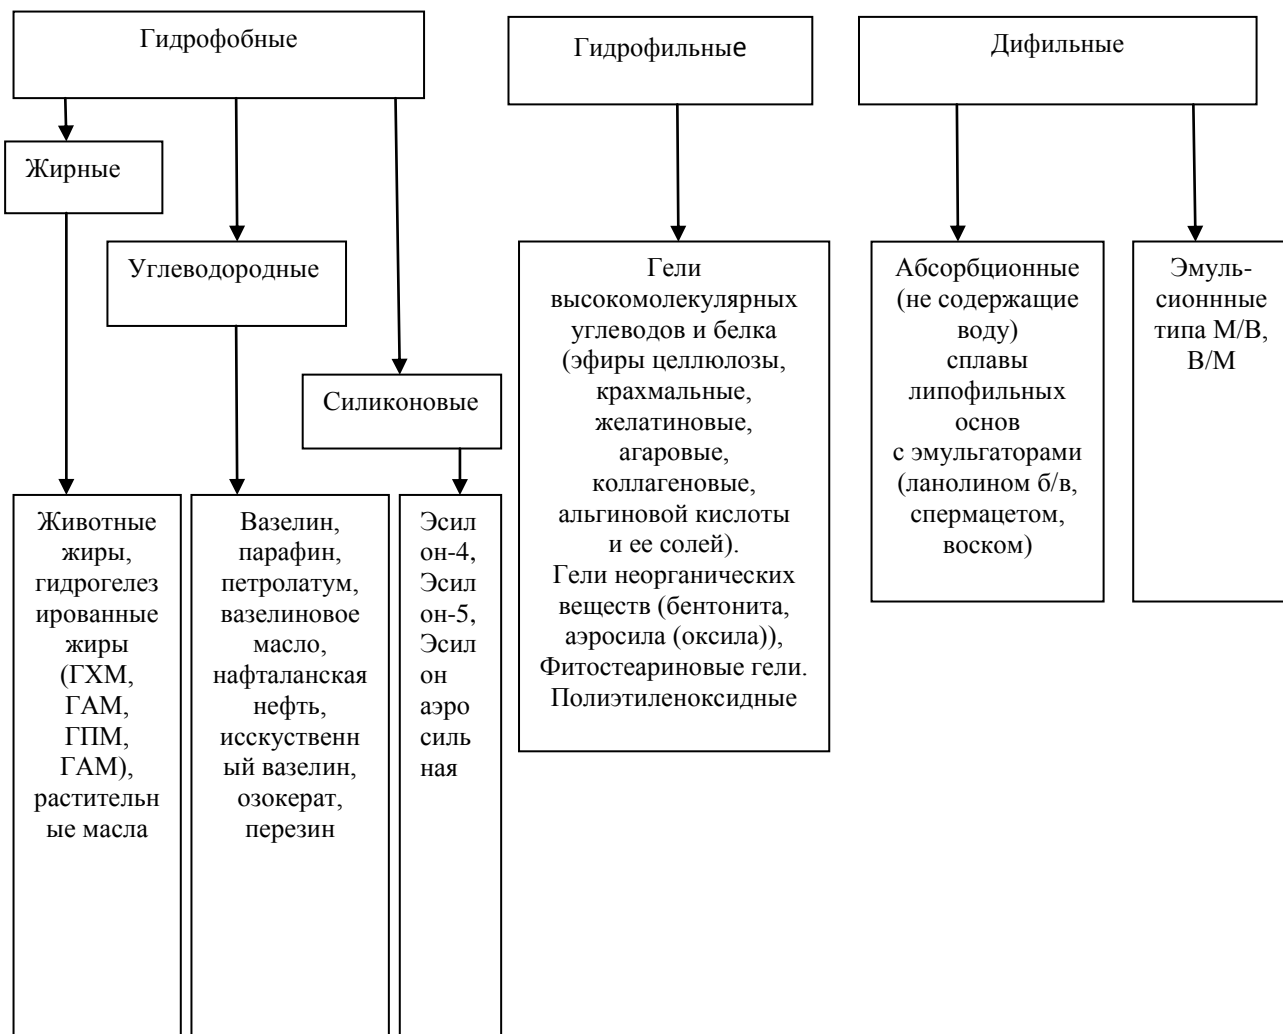 Гидрофобные
Гидрофильные
Дифильные
Жирные
Углеводородные
Силиконовые
Животные
жиры,
гидрогелез
ированные
жиры
(ГХМ,
ГАМ,
ГПМ,
ГАМ),
растительн
ые масла
Вазелин,
парафин,
петролатум,
вазелиновое
масло,
нафталанская
нефть,
исскуственн
ый вазелин,
озокерат,
перезин
Эсил
он-4,
Эсил
он-5,
Эсил
он
аэро
силь
ная
Гели
высокомолекулярных
углеводов и белка
(эфиры целлюлозы,
крахмальные,
желатиновые,
агаровые,
коллагеновые,
альгиновой кислоты
и ее солей).
Гели неорганических
веществ (бентонита,
аэросила (оксила)),
Фитостеариновые гели.
Полиэтиленоксидные
Абсорбционные
(не содержащие
воду)
сплавы
липофильных
основ
с эмульгаторами
(ланолином б/в,
спермацетом,
воском)
Эмуль-
сионнные
типа М/В,
В/М